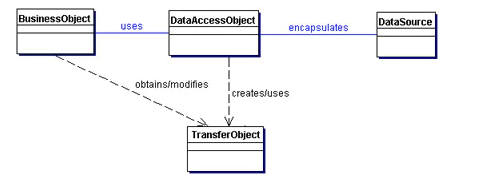 BusinessObject
uses
DataAccessObject
encapsulates
DataSource
obtains/modifies
creates/uses
TransferObject